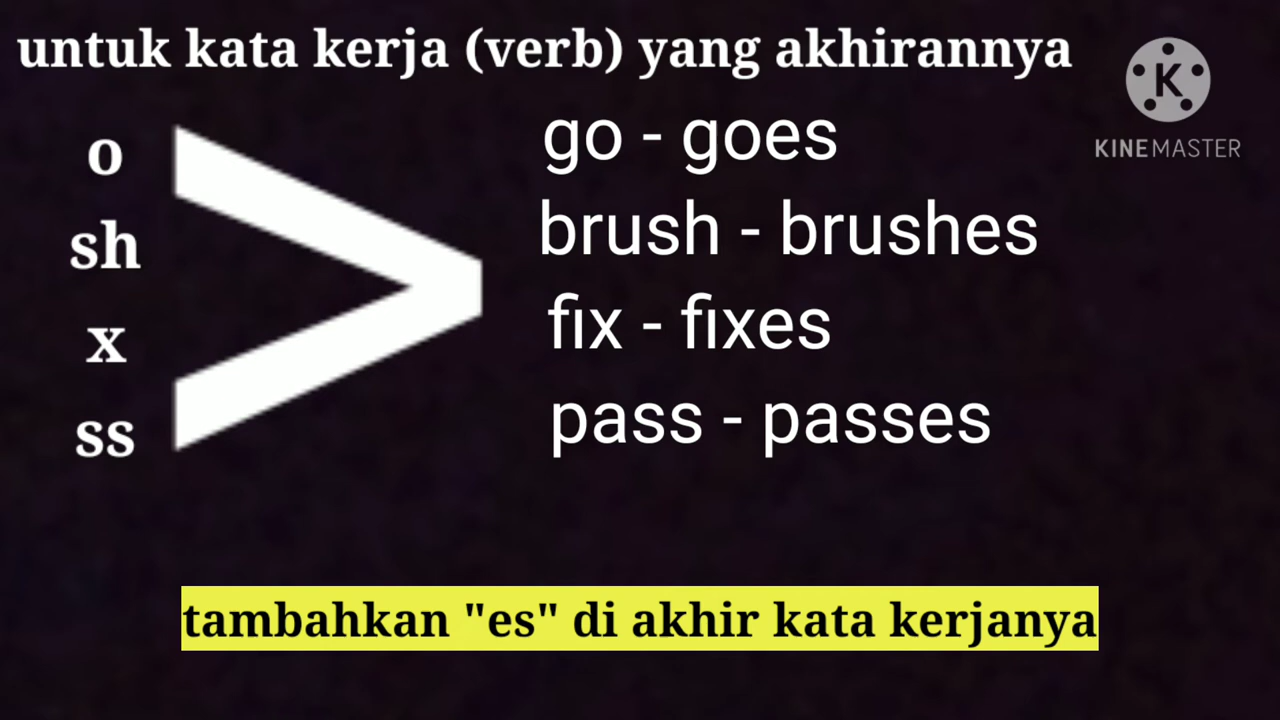 untuk kata kerja (verb) yang akhirannya
K
KINEMASTER
o
sh
x
ss
>
go - goes
brush - brushes
fix - fixes
pass - passes
tambahkan "es" di akhir kata kerjanya